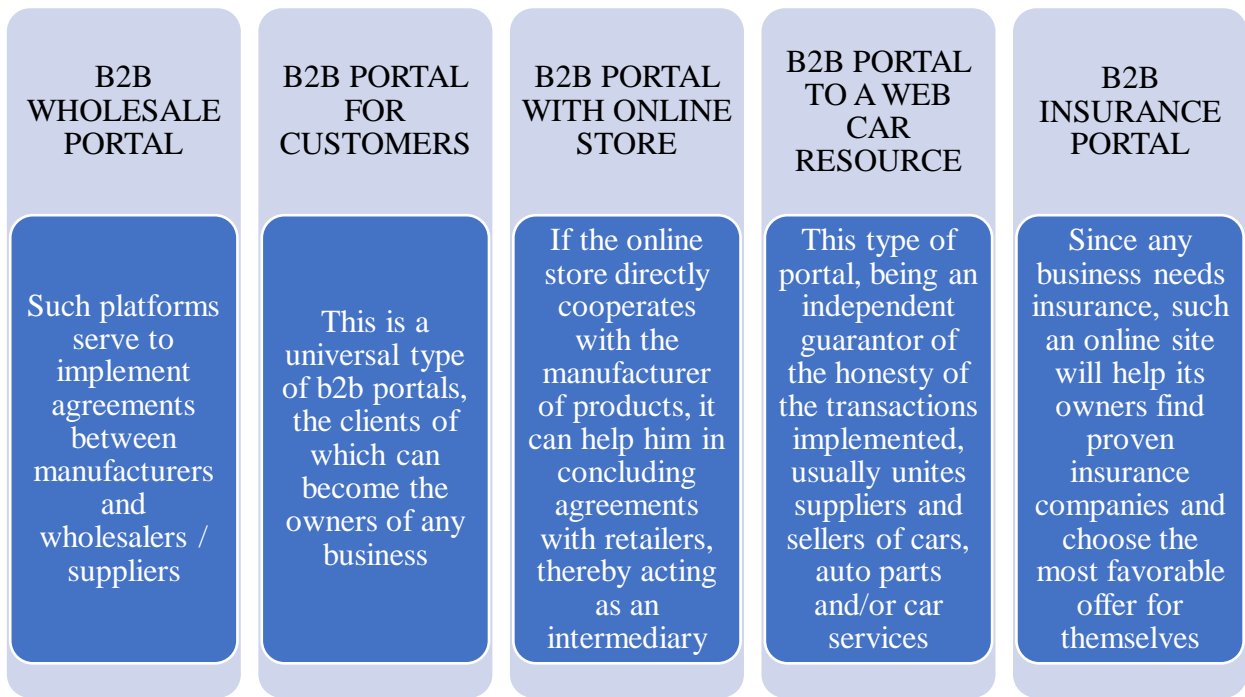 B2B
WHOLESALE
PORTAL
Such platforms
serve to
implement
agreements
between
manufacturers
and
wholesalers /
suppliers
B2B PORTAL
FOR
CUSTOMERS
This is a
universal type
of b2b portals,
the clients of
which can
become the
owners of any
business
B2B PORTAL
WITH ONLINE
STORE
If the online
store directly
cooperates
with the
manufacturer
of products, it
can help him in
concluding
agreements
with retailers,
thereby acting
as an
intermediary
B2B PORTAL
TO A WEB
CAR
RESOURCE
This type of
portal, being an
independent
guarantor of
the honesty of
the transactions
implemented,
usually unites
suppliers and
sellers of cars,
auto parts
and/or car
services
B2B
INSURANCE
PORTAL
Since any
business needs
insurance, such
an online site
will help its
owners find
proven
insurance
companies and
choose the
most favorable
offer for
themselves